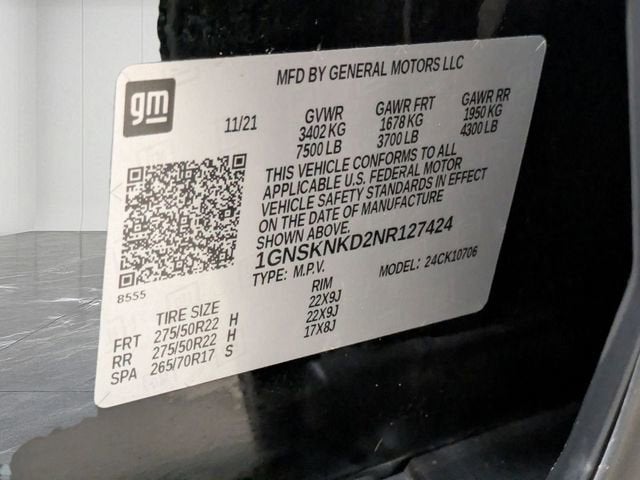 MFD BY GENERAL MOTORS LLC
gm
11/21
GVWR GAWR FRT GAWR RR
3402 KG 1678 KG 1950 KG
7500 LB 3700 LB 4300 LB
THIS VEHICLE CONFORMS TO ALL
APPLICABLE U.S. FEDERAL MOTOR
VEHICLE SAFETY STANDARDS IN EFFECT
ON THE DATE OF MANUFACTURE
SHOWN ABOVE.
1GNSKNKD2NR127424
TYPE: M.P.V. MODEL: 24CK10706
8555
TIRE SIZE RIM
FRT 275/50R22 H 22X9J
RR 275/50R22 H 22X9J
SPA 265/70R17 S 17X8J